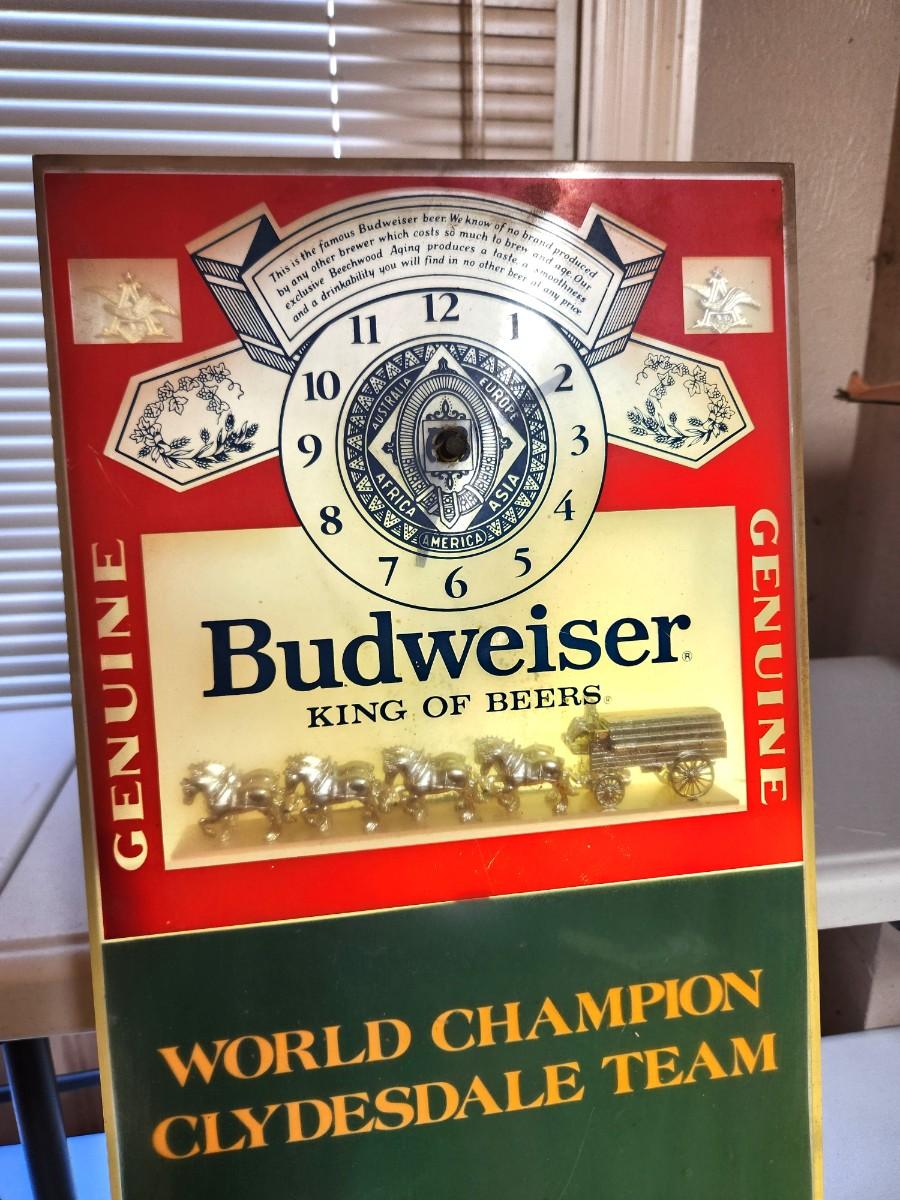 This is the famous Budweiser beer. We know of no brand produced
by any other brewer which costs so much to brew and age. Our
exclusive Beechwood Aging produces a taste, a smoothness
and a drinkability you will find in no other beer at any price
12
1
2
3
4
5
6
7
8
9
10
11
AUSTRALIA
EUROPE
AFRICA
ASIA
AMERICA
GENUINE
GENUINE
Budweiser®
KING OF BEERS®
WORLD CHAMPION
CLYDESDALE TEAM